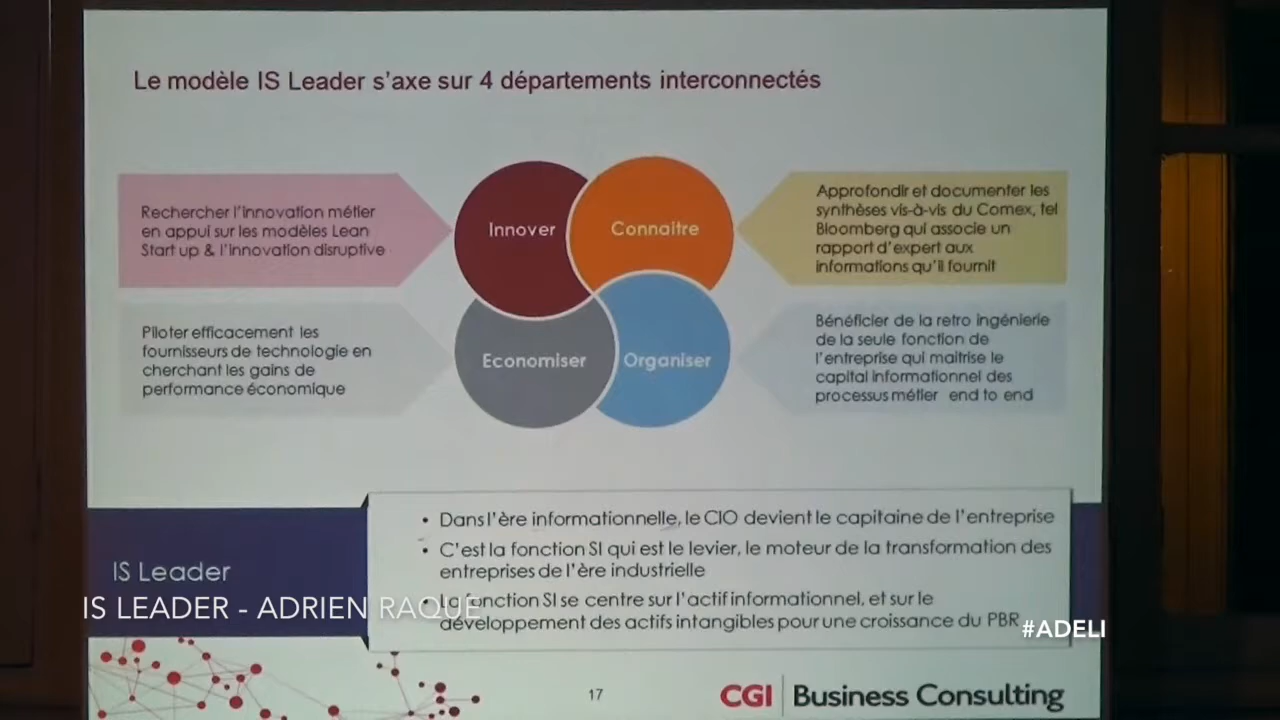 Le modèle IS Leader s'axe sur 4 départements interconnectés
Rechercher l'innovation métier
en appui sur les modèles Lean
Start up & l'innovation disruptive
Innover
Connaitre
Approfondir et documenter les
synthèses vis-à-vis du Comex, tel
Bloomberg qui associe un
rapport d'expert aux
informations qu'il fournit
Piloter efficacement les
fournisseurs de technologie en
cherchant les gains de
performance économique
Economiser
Organiser
Bénéficier de la retro ingénierie
de la seule fonction de
l'entreprise qui maitrise le
capital informationnel des
processus métier end to end
• Dans l'ère informationnelle, le CIO devient le capitaine de l'entreprise
• C'est la fonction SI qui est le levier, le moteur de la transformation des
entreprises de l'ère industrielle
• La fonction SI se centre sur l'actif informationnel, et sur le
développement des actifs intangibles pour une croissance du PBR
IS Leader
IS LEADER - ADRIEN RAQUE
#ADELI
17
CGI Business Consulting